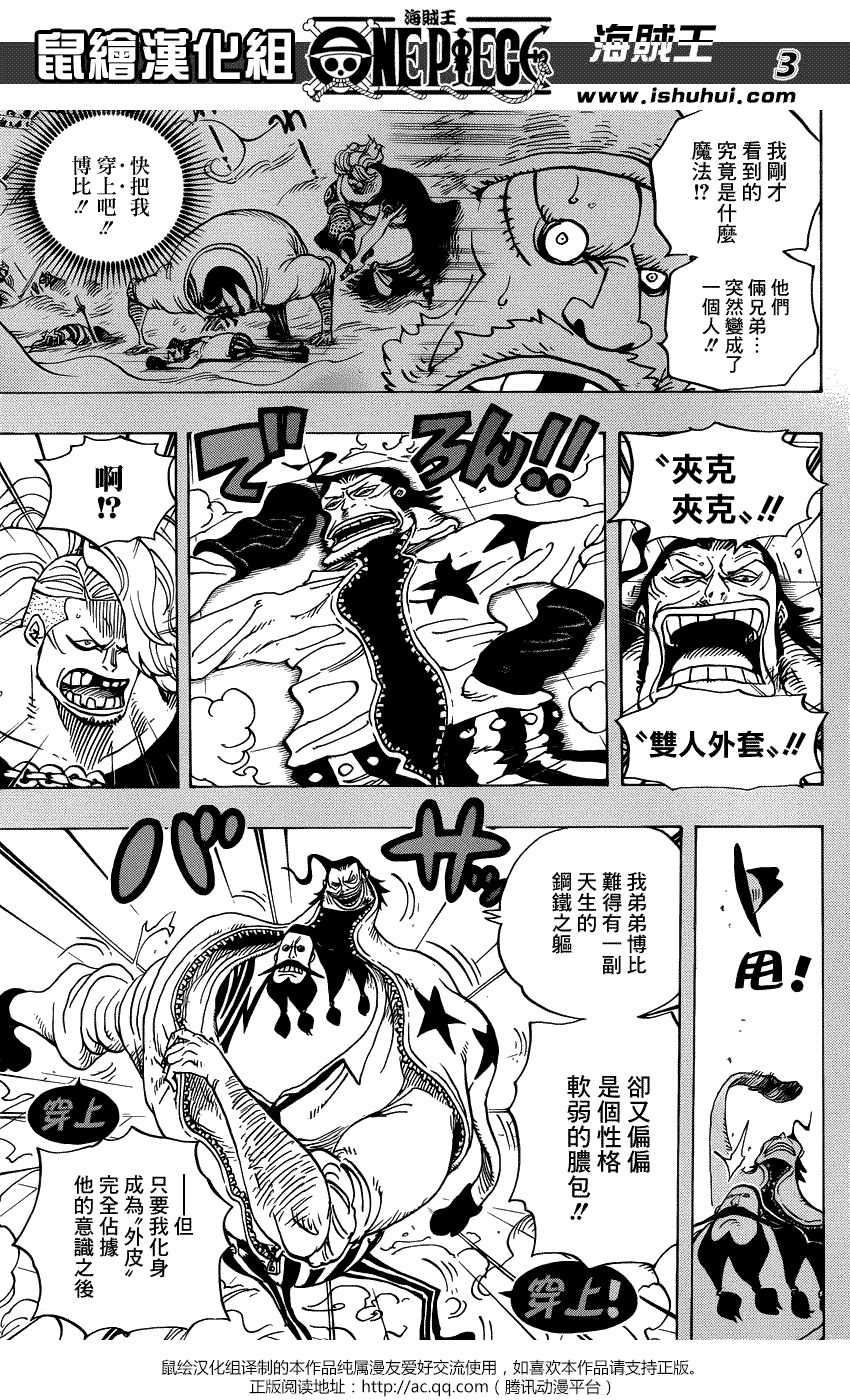 鼠繪漢化組
海賊王
ONE PIECE
海賊王
www.ishuhui.com
3
我剛才
看到的
究竟是什麼
魔法!?
他們
倆兄弟…
突然變成了
一個人!!
快把我
穿上吧!!
博比!!
〝夾克
夾克〟!!
〝雙人外套〟!!
でろん!!
啊!?
甩!
バサッ
我弟弟博比
難得有一副
天生的
鋼鐵之軀
卻又偏偏
是個性格
軟弱的膿包!!
穿上!
穿上
——但
只要我化身
成為〝外皮〞
完全佔據
他的意識之後
鼠绘汉化组译制的本作品纯属漫友爱好交流使用，如喜欢本作品请支持正版。
正版阅读地址：http://ac.qq.com（腾讯动漫平台）